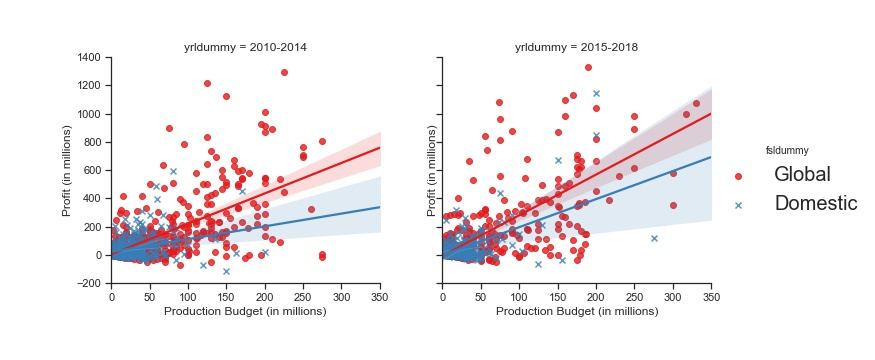 yrldummy = 2010-2014
yrldummy = 2015-2018
1400
1200
1000
800
600
400
200
0
−200
Profit (in millions)
Profit (in millions)
0 50 100 150 200 250 300 350
0 50 100 150 200 250 300 350
Production Budget (in millions)
Production Budget (in millions)
fsldummy
Global
Domestic